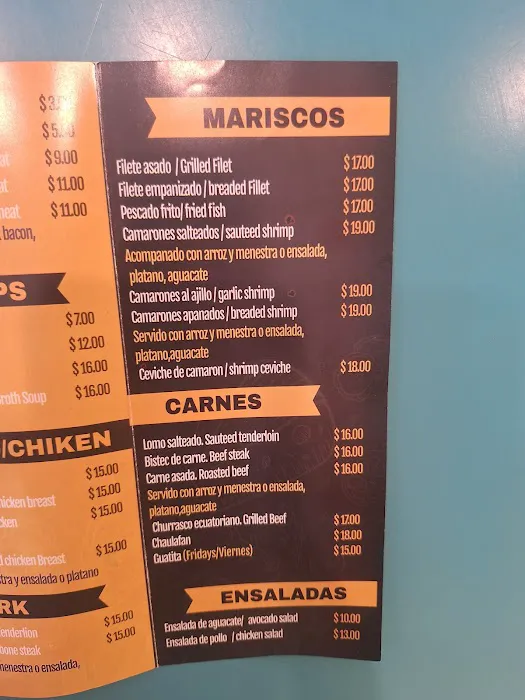 $5.
at $9.00
at $11.00
neat $11.00
bacon,
PS
$7.00
$12.00
$16.00
roth Soup $16.00
/CHIKEN
$15.00
hicken breast $15.00
ken $15.00
d chicken Breast $15.00
stra y ensalada o platano
RK
enderlion $15.00
bone steak $15.00
menestra o ensalada,
MARISCOS
Filete asado / Grilled Filet $17.00
Filete empanizado / breaded Fillet $17.00
Pescado frito/ fried fish $17.00
Camarones salteados / sauteed shrimp $19.00
Acompanado con arroz y menestra o ensalada,
platano, aguacate
Camarones al ajillo / garlic shrimp $19.00
Camarones apanados / breaded shrimp $19.00
Servido con arroz y menestra o ensalada,
platano,aguacate
Ceviche de camaron / shrimp ceviche $18.00
CARNES
Lomo salteado. Sauteed tenderloin $16.00
Bistec de carne. Beef steak $16.00
Carne asada. Roasted beef $16.00
Servido con arroz y menestra o ensalada,
platano,aguacate
Churrasco ecuatoriano. Grilled Beef $17.00
Chaulafan $18.00
Guatita (Fridays/Viernes) $15.00
ENSALADAS
Ensalada de aguacate/ avocado salad $10.00
Ensalada de pollo / chicken salad $13.00